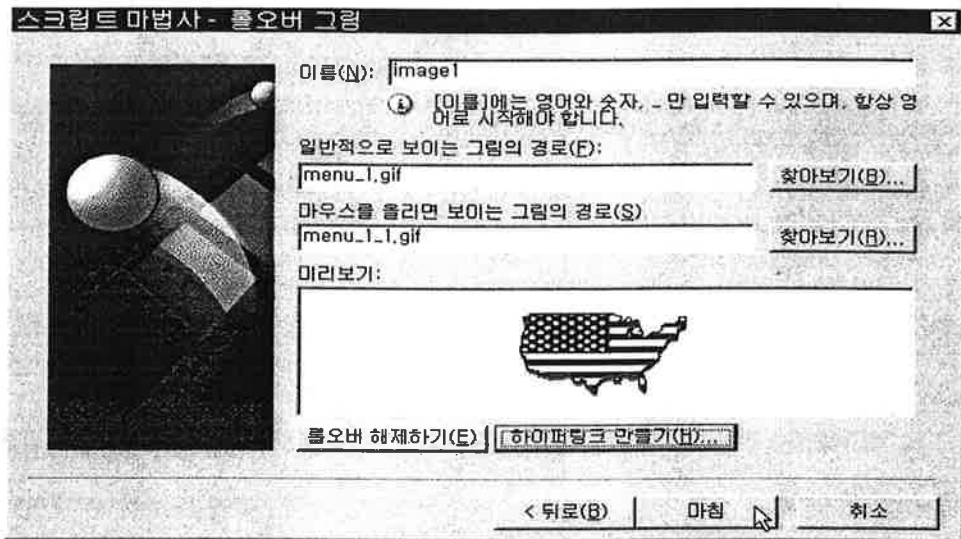 스크립트 마법사 - 롤오버 그림
이름(N): image1
[이름]에는 영어와 숫자, _ 만 입력할 수 있으며, 항상 영
어로 시작해야 합니다.
일반적으로 보이는 그림의 경로(F):
menu_1.gif 찾아보기(B)...
마우스를 올리면 보이는 그림의 경로(S)
menu_1_1.gif 찾아보기(R)...
미리보기:
롤오버 해제하기(E) 하이퍼링크 만들기(H)...
< 뒤로(B) 마침 취소